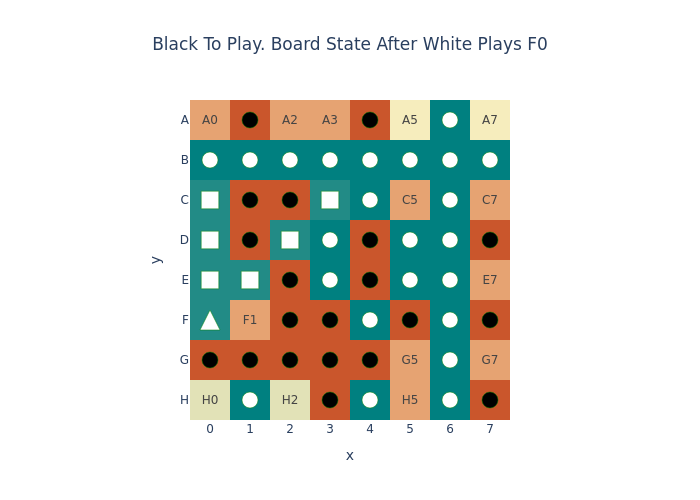 Black To Play. Board State After White Plays F0
A A0 A2 A3 A5 A7
B
C C5 C7
D
E E7
F F1
G G5 G7
H H0 H2 H5
0 1 2 3 4 5 6 7
x
y